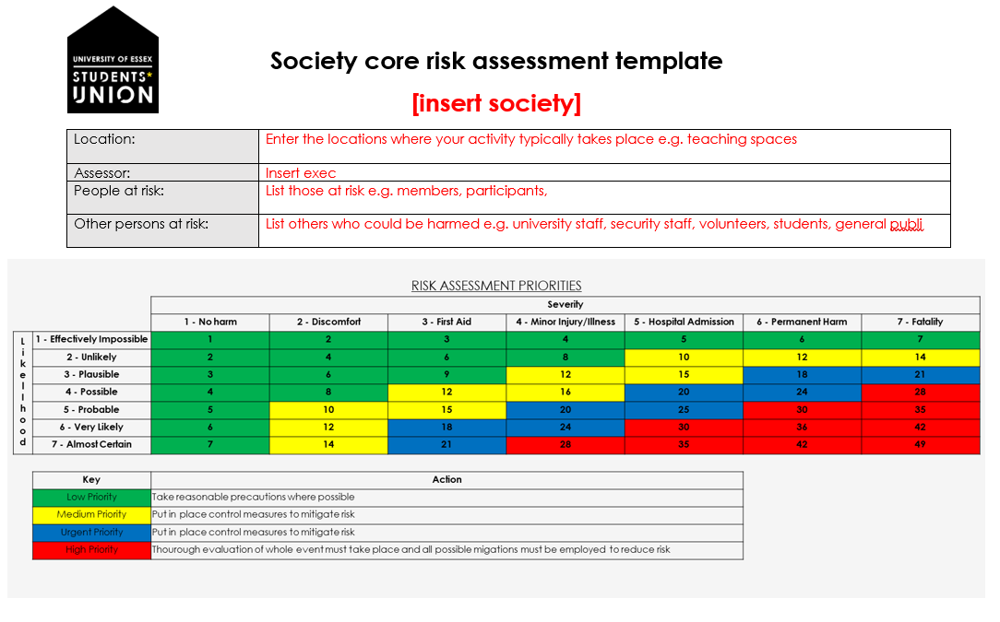 UNIVERSITY OF ESSEX
STUDENTS*
UNION
Society core risk assessment template
[insert society]
Location: Enter the locations where your activity typically takes place e.g. teaching spaces
Assessor: Insert exec
People at risk: List those at risk e.g. members, participants,
Other persons at risk: List others who could be harmed e.g. university staff, security staff, volunteers, students, general publi
RISK ASSESSMENT PRIORITIES
Severity
1 - No harm 2 - Discomfort 3 - First Aid 4 - Minor Injury/Illness 5 - Hospital Admission 6 - Permanent Harm 7 - Fatality
Likelihood
1 - Effectively Impossible 1 2 3 4 5 6 7
2 - Unlikely 2 4 6 8 10 12 14
3 - Plausible 3 6 9 12 15 18 21
4 - Possible 4 8 12 16 20 24 28
5 - Probable 5 10 15 20 25 30 35
6 - Very Likely 6 12 18 24 30 36 42
7 - Almost Certain 7 14 21 28 35 42 49
Key Action
Low Priority Take reasonable precautions where possible
Medium Priority Put in place control measures to mitigate risk
Urgent Priority Put in place control measures to mitigate risk
High Priority Thourough evaluation of whole event must take place and all possible migations must be employed to reduce risk